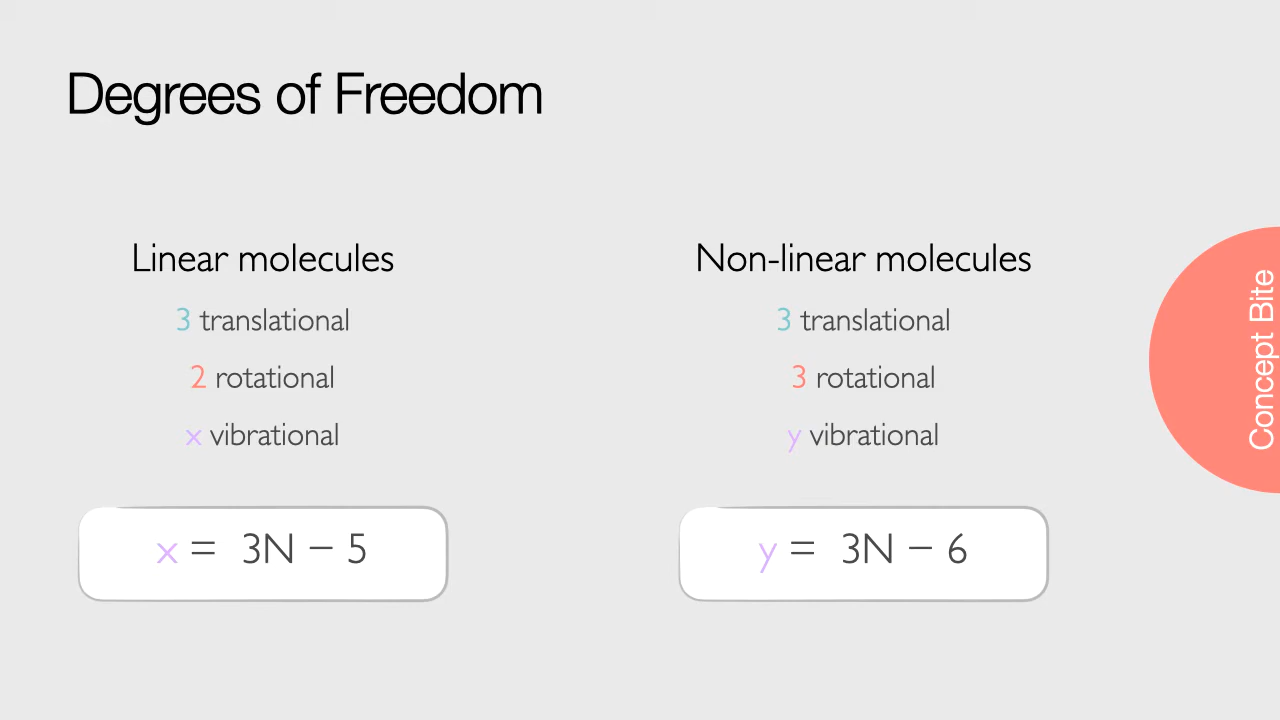 Degrees of Freedom
Linear molecules
3 translational
2 rotational
x vibrational
x = 3N − 5
Non-linear molecules
3 translational
3 rotational
y vibrational
y = 3N − 6
Concept Bite